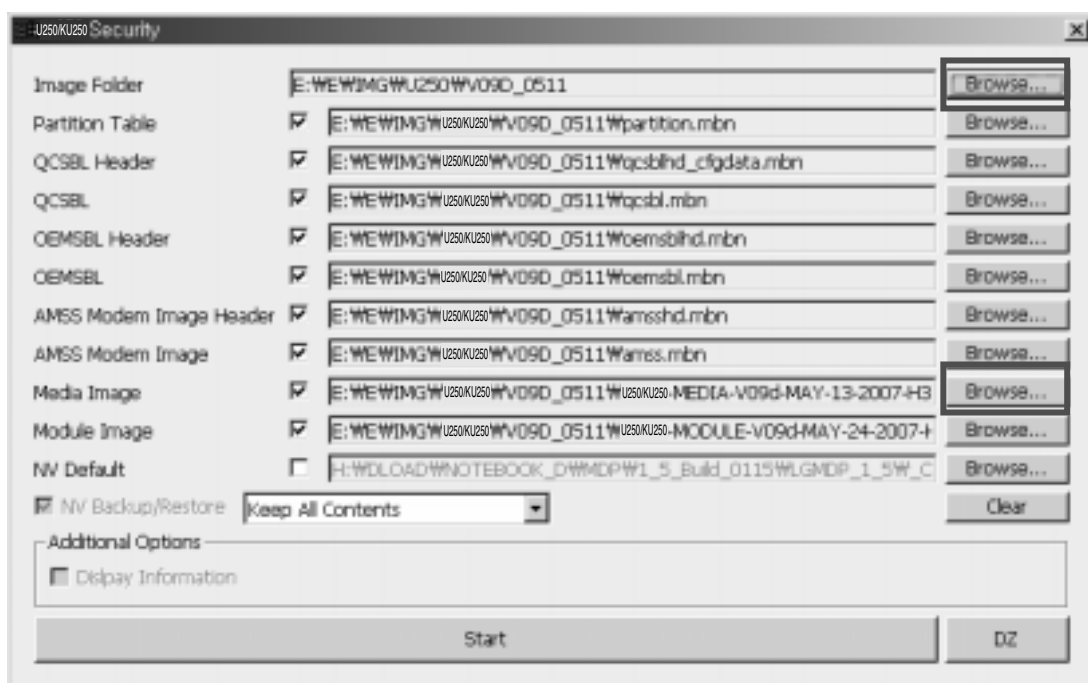 U250/KU250 Security
Image Folder E:₩E₩IMG₩U250₩V09D_0511 Browse...
Partition Table E:₩E₩IMG₩U250/KU250₩V09D_0511₩partition.mbn Browse...
QCSBL Header E:₩E₩IMG₩U250/KU250₩V09D_0511₩qcsblhd_cfgdata.mbn Browse...
QCSBL E:₩E₩IMG₩U250/KU250₩V09D_0511₩qcsbl.mbn Browse...
OEMSBL Header E:₩E₩IMG₩U250/KU250₩V09D_0511₩oemsblhd.mbn Browse...
OEMSBL E:₩E₩IMG₩U250/KU250₩V09D_0511₩oemsbl.mbn Browse...
AMSS Modem Image Header E:₩E₩IMG₩U250/KU250₩V09D_0511₩amsshd.mbn Browse...
AMSS Modem Image E:₩E₩IMG₩U250/KU250₩V09D_0511₩amss.mbn Browse...
Media Image E:₩E₩IMG₩U250/KU250₩V09D_0511₩U250/KU250-MEDIA-V09d-MAY-13-2007-H3 Browse...
Module Image E:₩E₩IMG₩U250/KU250₩V09D_0511₩U250/KU250-MODULE-V09d-MAY-24-2007- Browse...
NV Default H:₩DLOAD₩NOTEBOOK_D₩MDP₩1_5_Build_0115₩LGMDP_1_5₩_C Browse...
NV Backup/Restore Keep All Contents Clear
Additional Options
Dislpay Information
Start DZ